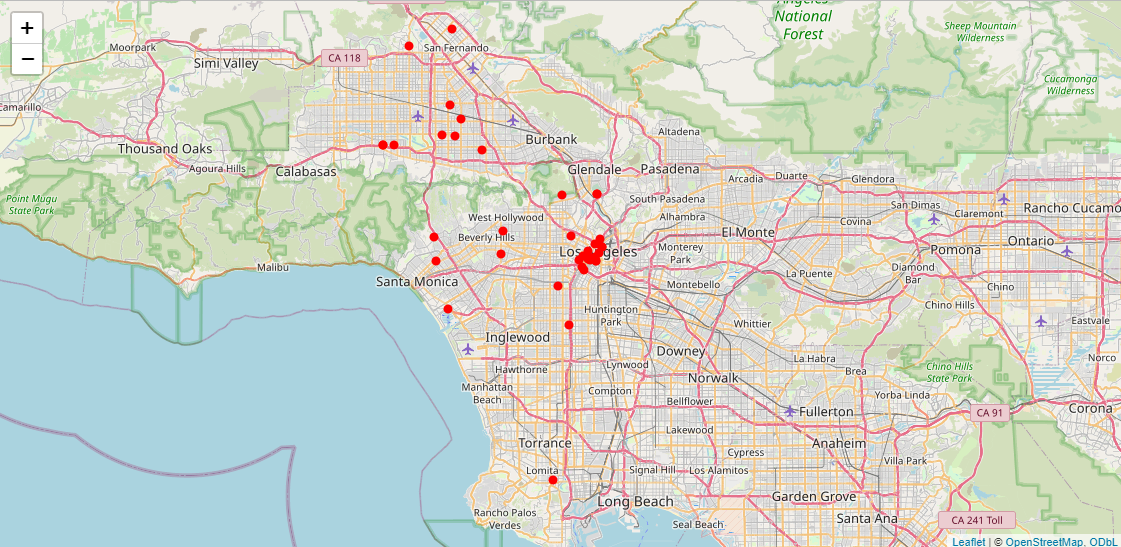 Angeles
National
Forest
+
−
Moorpark
San Fernando
Sheep Mountain
Wilderness
Simi Valley
CA 118
Cucamonga
Wilderness
Camarillo
Thousand Oaks
Burbank
Altadena
Agoura Hills
Calabasas
Glendale
Pasadena
Arcadia
Duarte
Glendora
Point Mugu
State Park
South Pasadena
San Dimas
Claremont
Rancho Cucamo
West Hollywood
Alhambra
Covina
Beverly Hills
El Monte
Los Angeles
Monterey
Park
Pomona
Ontario
Malibu
Santa Monica
La Puente
Diamond
Bar
Montebello
Chino
Chino Hills
Huntington
Park
Whittier
Eastvale
Inglewood
Downey
La Habra
Norco
Hawthorne
Lynwood
Brea
Chino Hills
State Park
Norwalk
Manhattan
Beach
Compton
Yorba Linda
Bellflower
Fullerton
CA 91
Corona
Lakewood
Torrance
Anaheim
Cypress
Villa Park
Lomita
Signal Hill
Los Alamitos
Long Beach
Garden Grove
Rancho Palos
Verdes
Seal Beach
Santa Ana
CA 241 Toll
Leaflet | © OpenStreetMap, ODbL